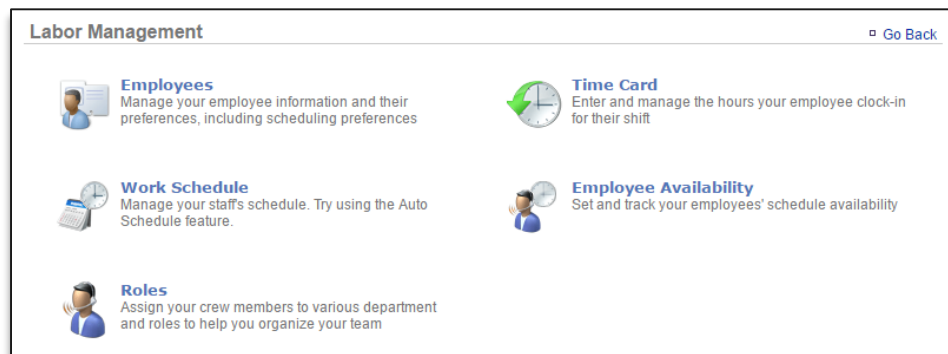 Labor Management
Go Back
Employees
Manage your employee information and their
preferences, including scheduling preferences
Time Card
Enter and manage the hours your employee clock-in
for their shift
Work Schedule
Manage your staff's schedule. Try using the Auto
Schedule feature.
Employee Availability
Set and track your employees' schedule availability
Roles
Assign your crew members to various department
and roles to help you organize your team